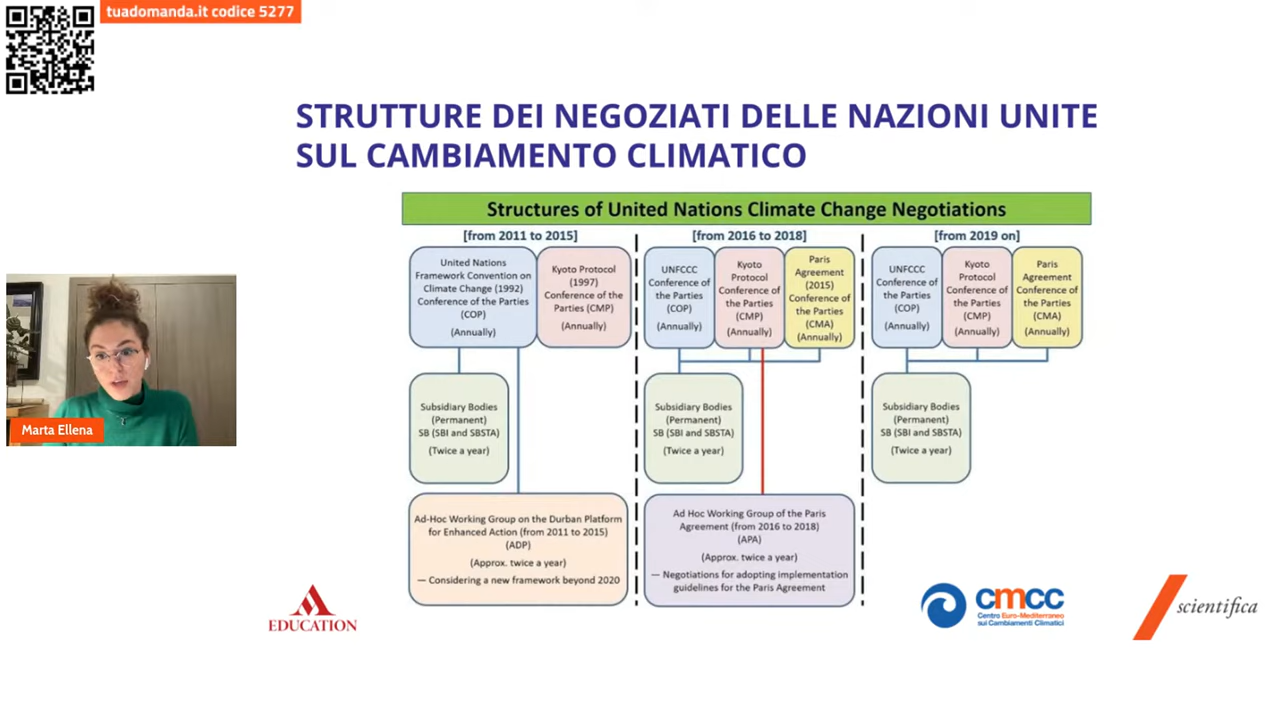 tuadomanda.it codice 5277
STRUTTURE DEI NEGOZIATI DELLE NAZIONI UNITE
SUL CAMBIAMENTO CLIMATICO
Structures of United Nations Climate Change Negotiations
[from 2011 to 2015]
United Nations
Framework Convention on
Climate Change (1992)
Conference of the Parties
(COP)
(Annually)
Kyoto Protocol
(1997)
Conference of the
Parties (CMP)
(Annually)
Subsidiary Bodies
(Permanent)
SB (SBI and SBSTA)
(Twice a year)
Ad-Hoc Working Group on the Durban Platform
for Enhanced Action (from 2011 to 2015)
(ADP)
(Approx. twice a year)
— Considering a new framework beyond 2020
[from 2016 to 2018]
UNFCCC
Conference of
the Parties
(COP)
(Annually)
Kyoto
Protocol
Conference of
the Parties
(CMP)
(Annually)
Paris
Agreement
(2015)
Conference of
the Parties
(CMA)
(Annually)
Subsidiary Bodies
(Permanent)
SB (SBI and SBSTA)
(Twice a year)
Ad Hoc Working Group of the Paris
Agreement (from 2016 to 2018)
(APA)
(Approx. twice a year)
— Negotiations for adopting implementation
guidelines for the Paris Agreement
[from 2019 on]
UNFCCC
Conference of
the Parties
(COP)
(Annually)
Kyoto
Protocol
Conference of
the Parties
(CMP)
(Annually)
Paris
Agreement
Conference of
the Parties
(CMA)
(Annually)
Subsidiary Bodies
(Permanent)
SB (SBI and SBSTA)
(Twice a year)
Marta Ellena
EDUCATION
cmcc
Centro Euro-Mediterraneo
sui Cambiamenti Climatici
scientifica